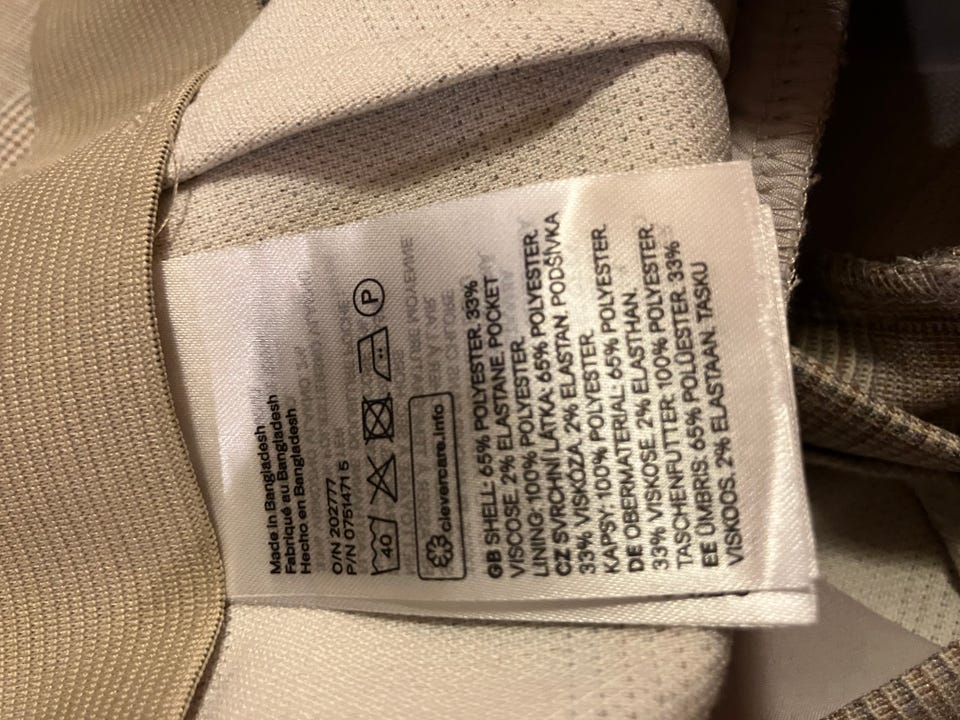 Made in Bangladesh
Fabriqué au Bangladesh
Hecho en Bangladesh
O/N 202777
P/N 0751471 5
40 P
clevercare.info
GB SHELL: 65% POLYESTER. 33%
VISCOSE. 2% ELASTANE. POCKET
LINING: 100% POLYESTER.
CZ SVRCHNÍ LÁTKA: 65% POLYESTER.
33% VISKÓZA. 2% ELASTAN. PODŠÍVKA
KAPSY: 100% POLYESTER.
DE OBERMATERIAL: 65% POLYESTER.
33% VISKOSE. 2% ELASTHAN.
TASCHENFUTTER: 100% POLYESTER.
EE ÜMBRIS: 65% POLÜESTER. 33%
VISKOOS. 2% ELASTAAN. TASKU